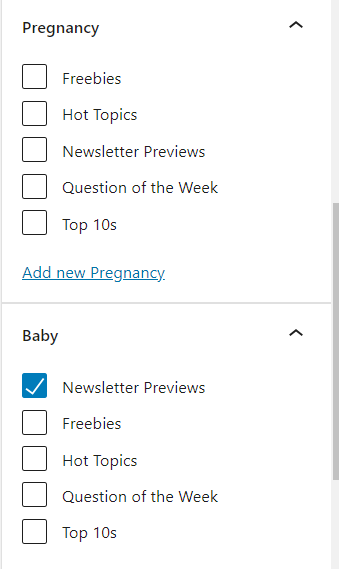 Pregnancy
Freebies
Hot Topics
Newsletter Previews
Question of the Week
Top 10s
Add new Pregnancy
Baby
Newsletter Previews
Freebies
Hot Topics
Question of the Week
Top 10s